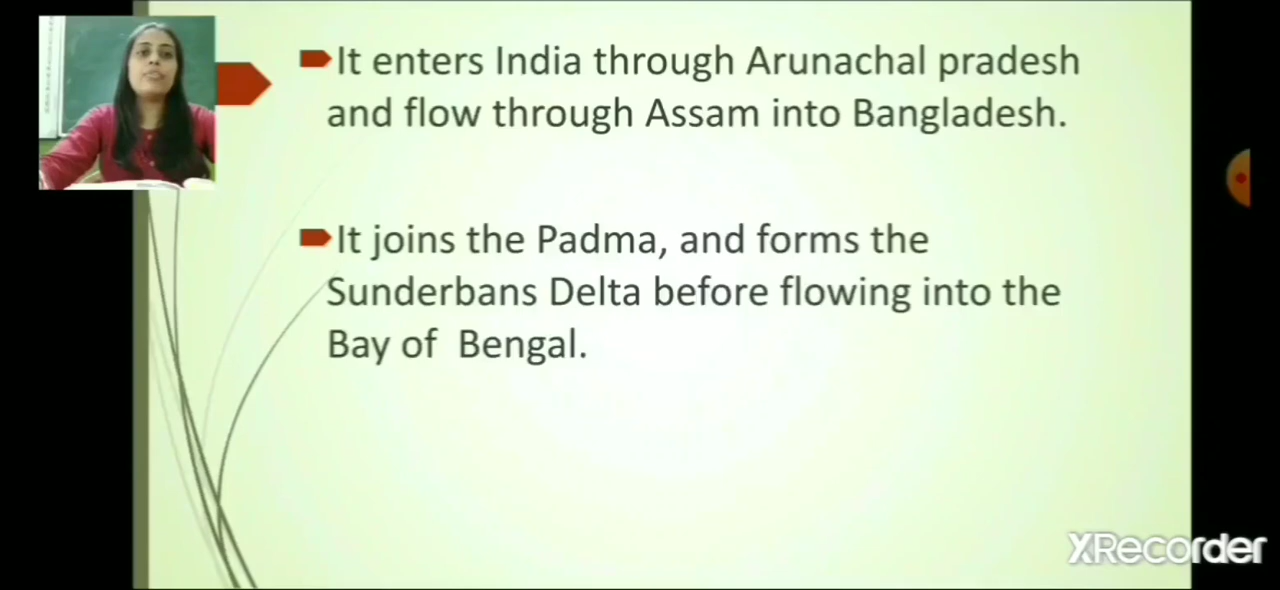 It enters India through Arunachal pradesh
and flow through Assam into Bangladesh.
It joins the Padma, and forms the
Sunderbans Delta before flowing into the
Bay of  Bengal.
XRecorder